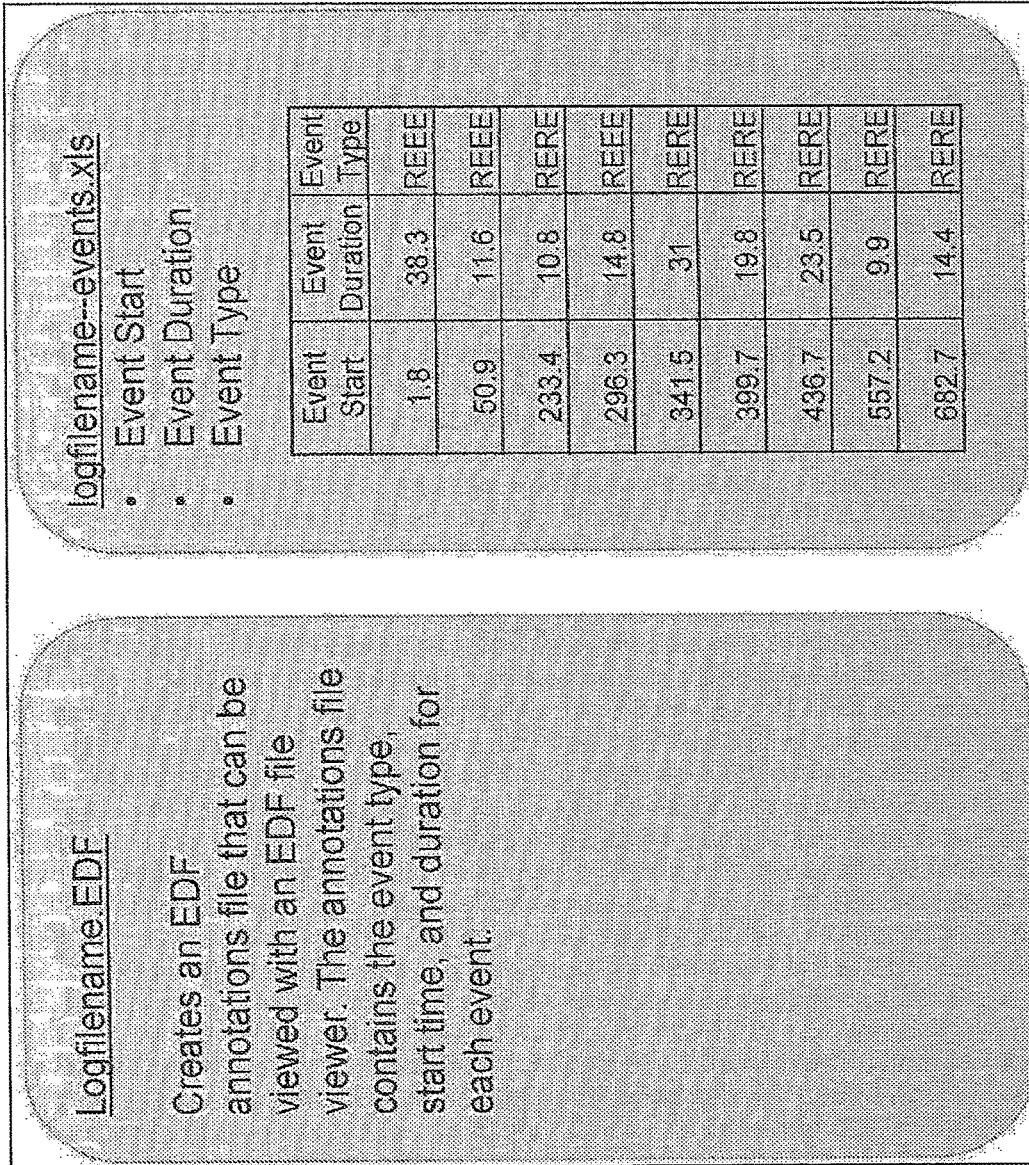 Logfilename.EDF
Creates an EDF
annotations file that can be
viewed with an EDF file
viewer. The annotations file
contains the event type,
start time, and duration for
each event.
logfilename--events.xls
• Event Start
• Event Duration
• Event Type
Event Start Event Duration Event Type
1.8 38.3 REEE
50.9 11.6 REEE
233.4 10.8 RERE
296.3 14.8 REEE
341.5 31 RERE
399.7 19.8 RERE
436.7 23.5 RERE
557.2 9.9 RERE
682.7 14.4 RERE